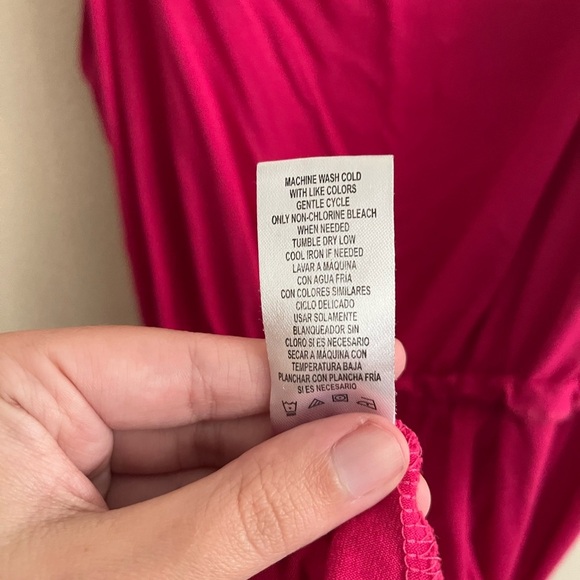 MACHINE WASH COLD
WITH LIKE COLORS
GENTLE CYCLE
ONLY NON-CHLORINE BLEACH
WHEN NEEDED
TUMBLE DRY LOW
COOL IRON IF NEEDED
LAVAR A MAQUINA
CON AGUA FRIA
CON COLORES SIMILARES
CICLO DELICADO
USAR SOLAMENTE
BLANQUEADOR SIN
CLORO SI ES NECESARIO
SECAR A MÁQUINA CON
TEMPERATURA BAJA
PLANCHAR CON PLANCHA FRÍA
SI ES NECESARIO